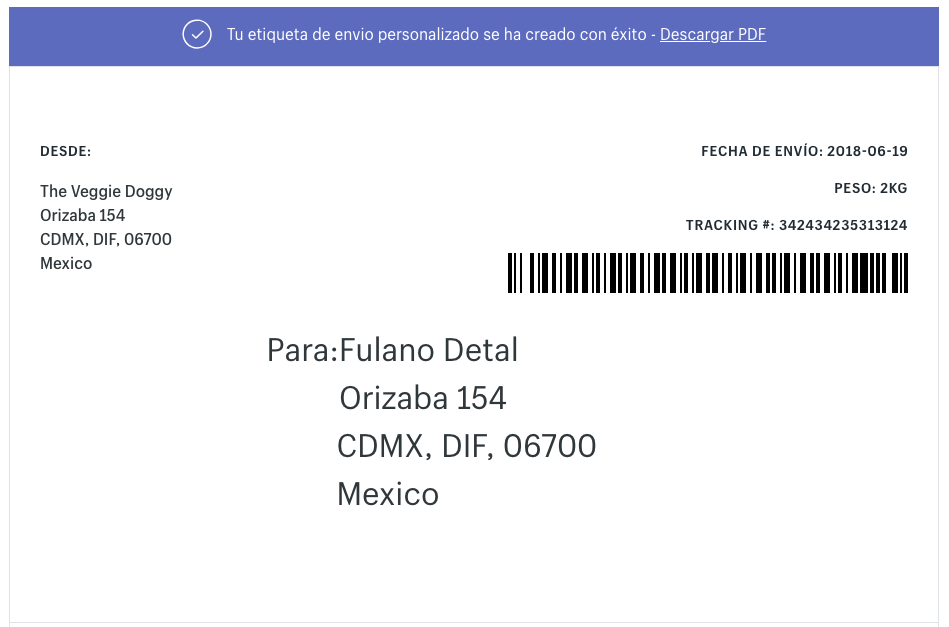 Tu etiqueta de envio personalizado se ha creado con éxito - Descargar PDF
DESDE:
The Veggie Doggy
Orizaba 154
CDMX, DIF, 06700
Mexico
FECHA DE ENVÍO: 2018-06-19
PESO: 2KG
TRACKING #: 342434235313124
Para:Fulano Detal
Orizaba 154
CDMX, DIF, 06700
Mexico